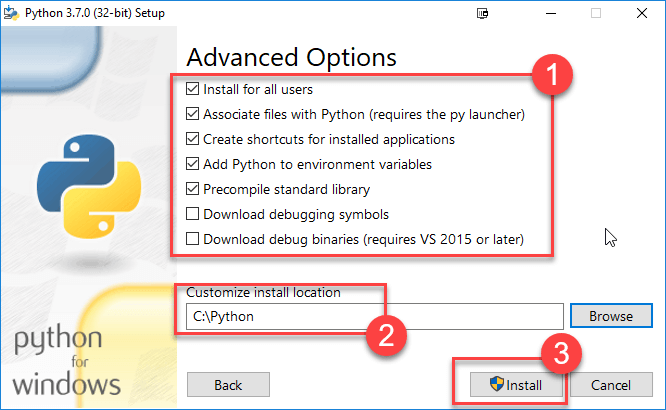 Python 3.7.0 (32-bit) Setup
Advanced Options
1
Install for all users
Associate files with Python (requires the py launcher)
Create shortcuts for installed applications
Add Python to environment variables
Precompile standard library
Download debugging symbols
Download debug binaries (requires VS 2015 or later)
Customize install location
C:\Python
Browse
2
3
python
for
windows
Back
Install
Cancel